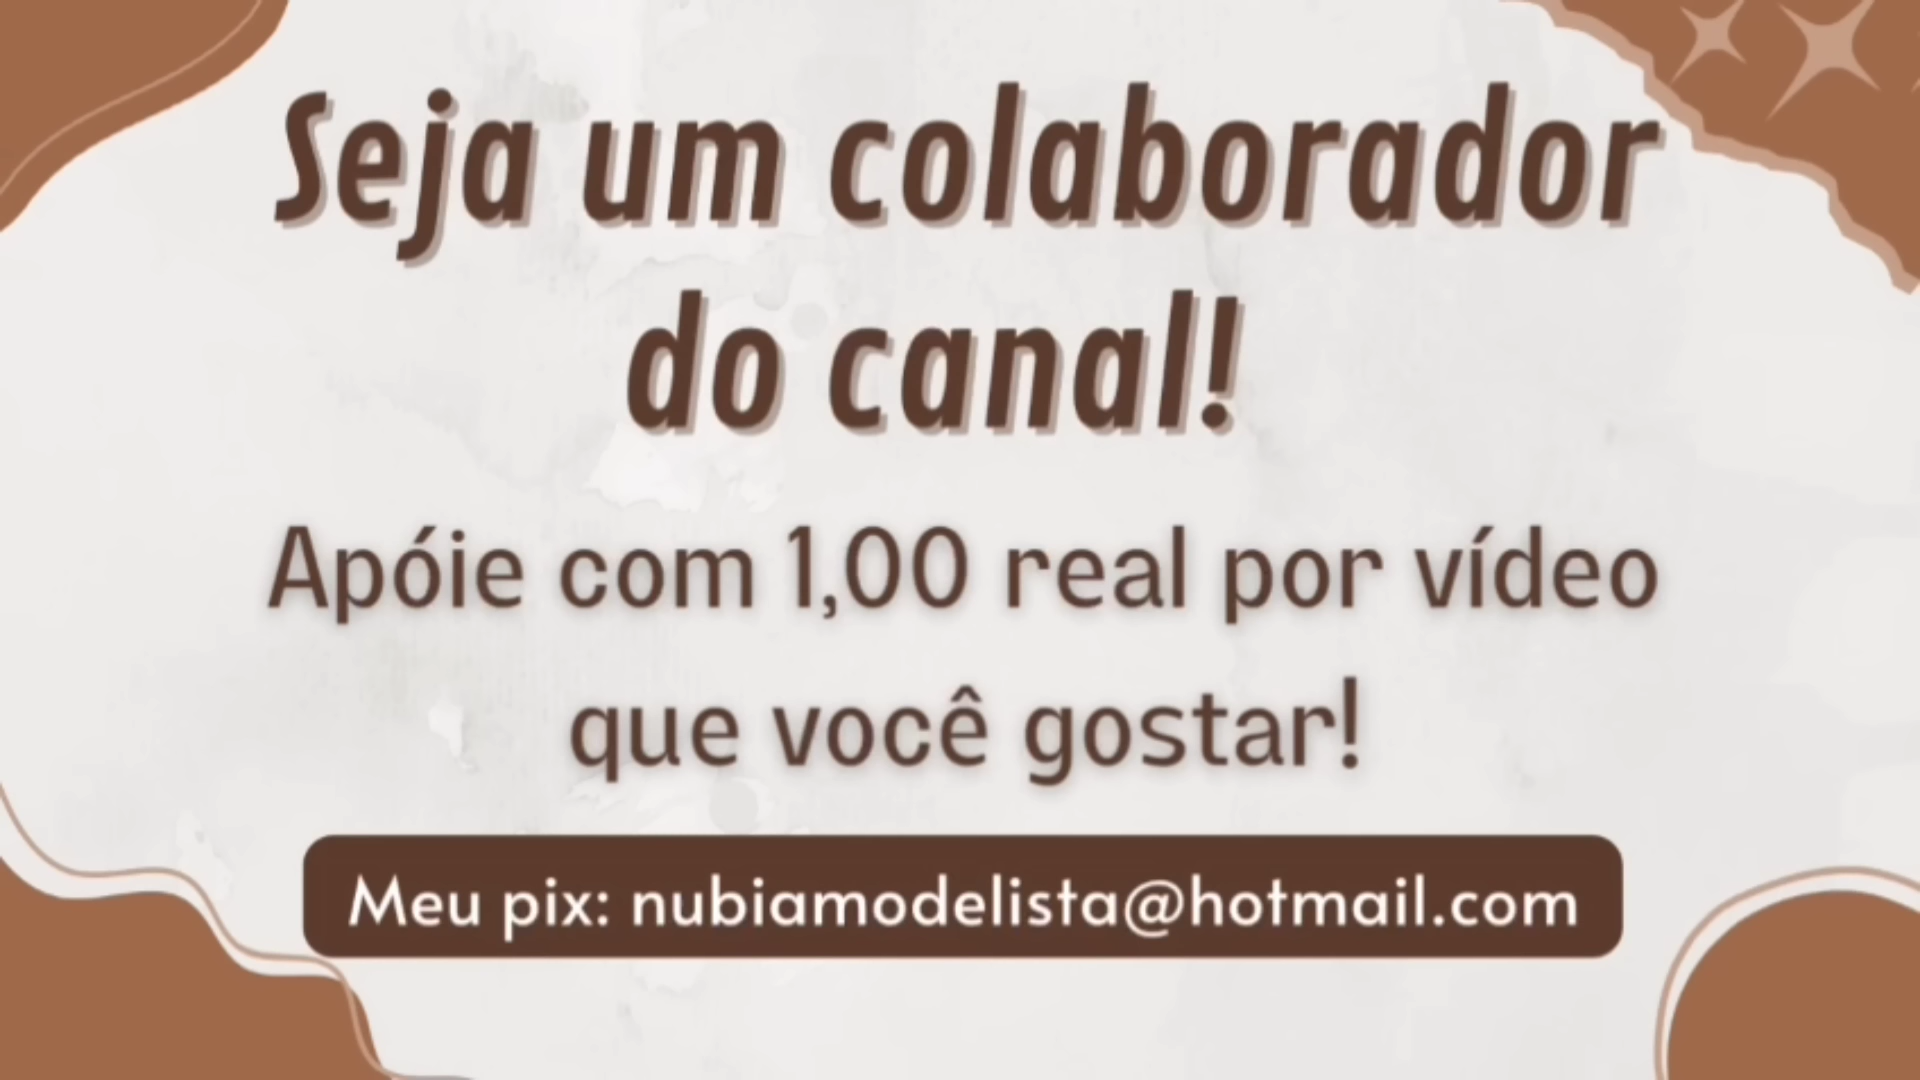 Seja um colaborador
do canal!
Apóie com 1,00 real por vídeo
que você gostar!
Meu pix: nubiamodelista@hotmail.com